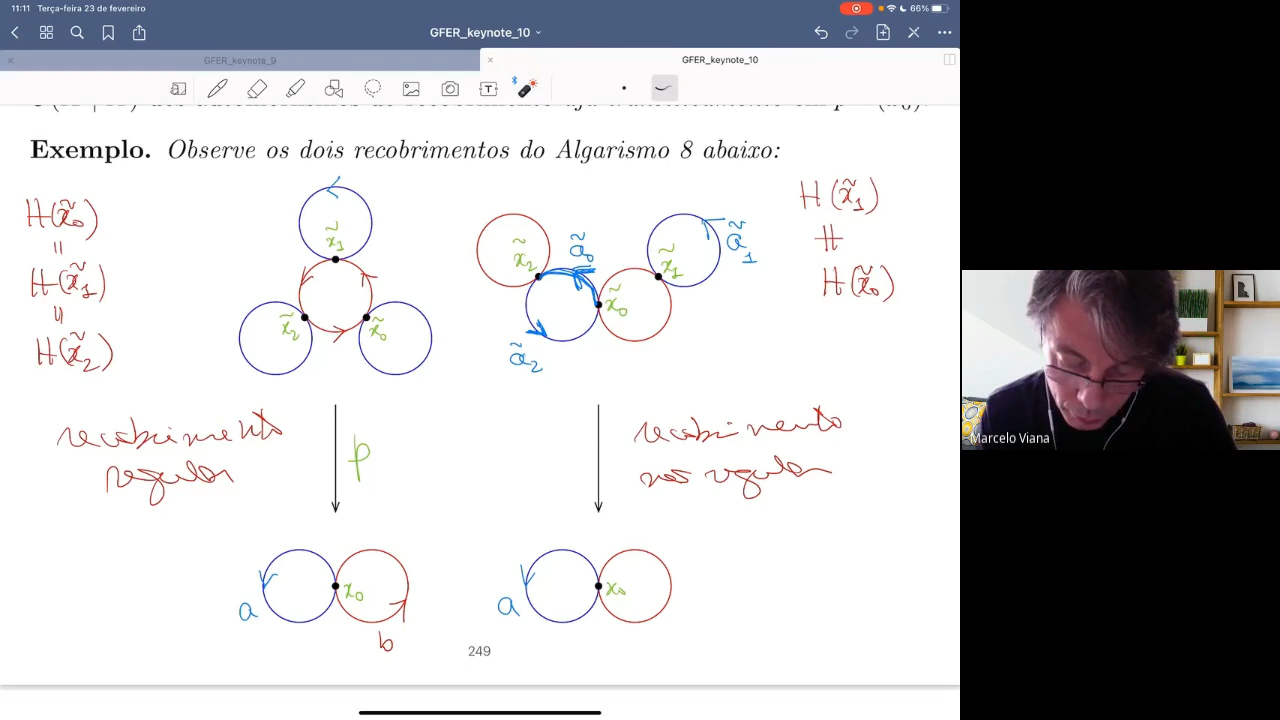 11:11 Terça-feira 23 de fevereiro
66%
GFER_keynote_10
GFER_keynote_9
GFER_keynote_10
Exemplo. Observe os dois recobrimentos do Algarismo 8 abaixo:
H(x̃₀)
=
H(x̃₁)
=
H(x̃₂)
x̃₁
x̃₂
x̃₀
x̃₂
ã₀
x̃₀
x̃₁
ã₁
ã₂
H(x̃₁)
≠
H(x̃₀)
recobrimento
regular
p
recobrimento
não regular
a
x₀
b
a
x₀
249
Marcelo Viana